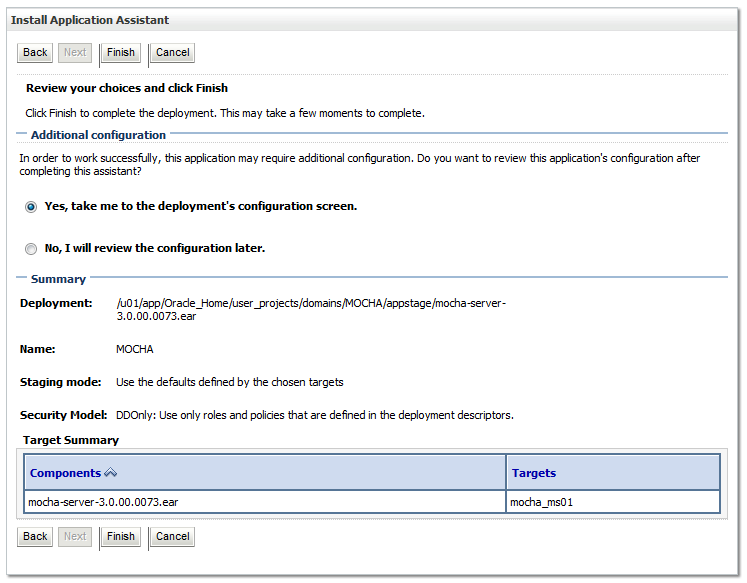 Install Application Assistant
Back Next Finish Cancel
Review your choices and click Finish
Click Finish to complete the deployment. This may take a few moments to complete.
Additional configuration
In order to work successfully, this application may require additional configuration. Do you want to review this application's configuration after
completing this assistant?
Yes, take me to the deployment's configuration screen.
No, I will review the configuration later.
Summary
Deployment: /u01/app/Oracle_Home/user_projects/domains/MOCHA/appstage/mocha-server-
3.0.00.0073.ear
Name: MOCHA
Staging mode: Use the defaults defined by the chosen targets
Security Model: DDOnly: Use only roles and policies that are defined in the deployment descriptors.
Target Summary
Components Targets
mocha-server-3.0.00.0073.ear mocha_ms01
Back Next Finish Cancel